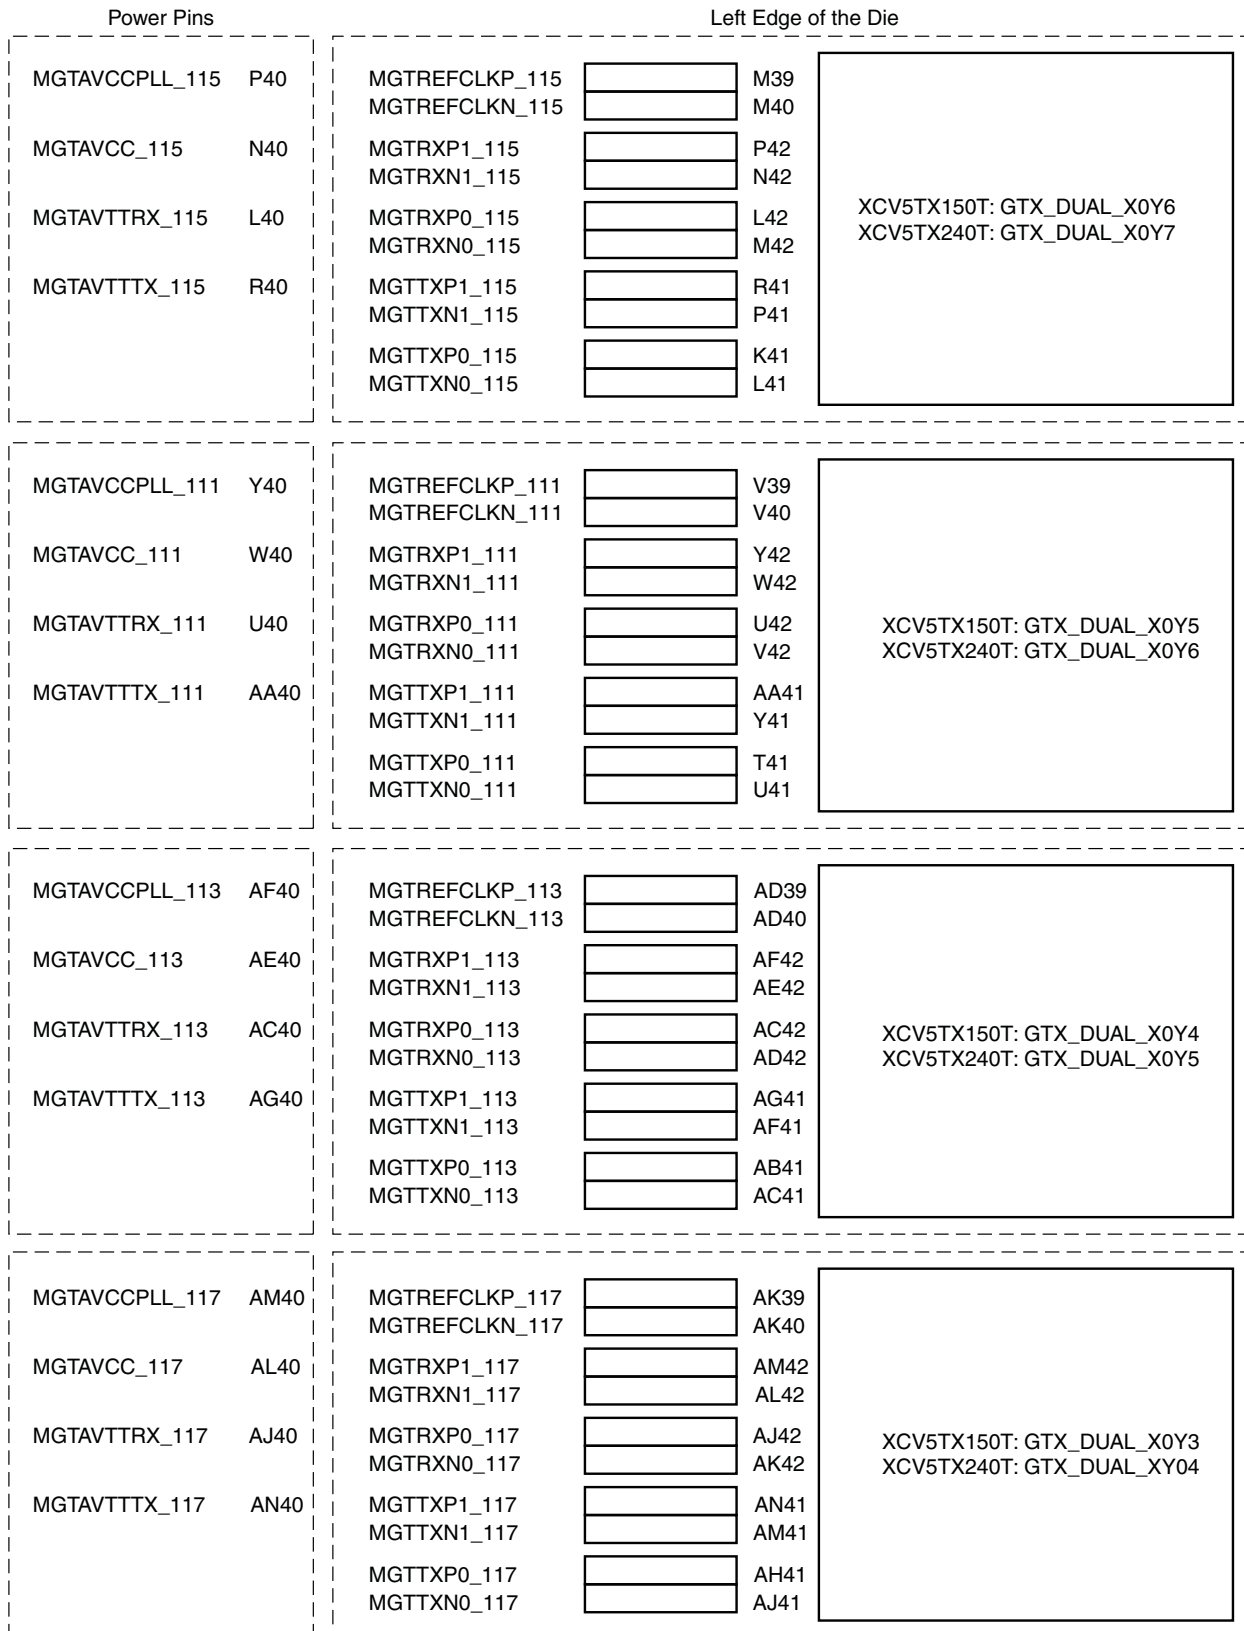 Power Pins Left Edge of the Die
MGTAVCCPLL_115 P40 MGTREFCLKP_115 M39
MGTREFCLKN_115 M40
MGTAVCC_115 N40 MGTRXP1_115 P42
MGTRXN1_115 N42
XCV5TX150T: GTX_DUAL_X0Y6
MGTAVTTRX_115 L40 MGTRXP0_115 L42
XCV5TX240T: GTX_DUAL_X0Y7
MGTRXN0_115 M42
MGTAVTTTX_115 R40 MGTTXP1_115 R41
MGTTXN1_115 P41
MGTTXP0_115 K41
MGTTXN0_115 L41
MGTAVCCPLL_111 Y40 MGTREFCLKP_111 V39
MGTREFCLKN_111 V40
MGTAVCC_111 W40 MGTRXP1_111 Y42
MGTRXN1_111 W42
MGTAVTTRX_111 U40 MGTRXP0_111 U42 XCV5TX150T: GTX_DUAL_X0Y5
MGTRXN0_111 V42 XCV5TX240T: GTX_DUAL_X0Y6
MGTAVTTTX_111 AA40 MGTTXP1_111 AA41
MGTTXN1_111 Y41
MGTTXP0_111 T41
MGTTXN0_111 U41
MGTAVCCPLL_113 AF40 MGTREFCLKP_113 AD39
MGTREFCLKN_113 AD40
MGTAVCC_113 AE40 MGTRXP1_113 AF42
MGTRXN1_113 AE42
MGTAVTTRX_113 AC40 MGTRXP0_113 AC42 XCV5TX150T: GTX_DUAL_X0Y4
MGTRXN0_113 AD42 XCV5TX240T: GTX_DUAL_X0Y5
MGTAVTTTX_113 AG40 MGTTXP1_113 AG41
MGTTXN1_113 AF41
MGTTXP0_113 AB41
MGTTXN0_113 AC41
MGTAVCCPLL_117 AM40 MGTREFCLKP_117 AK39
MGTREFCLKN_117 AK40
MGTAVCC_117 AL40 MGTRXP1_117 AM42
MGTRXN1_117 AL42
MGTAVTTRX_117 AJ40 MGTRXP0_117 AJ42 XCV5TX150T: GTX_DUAL_X0Y3
MGTRXN0_117 AK42 XCV5TX240T: GTX_DUAL_XY04
MGTAVTTTX_117 AN40 MGTTXP1_117 AN41
MGTTXN1_117 AM41
MGTTXP0_117 AH41
MGTTXN0_117 AJ41